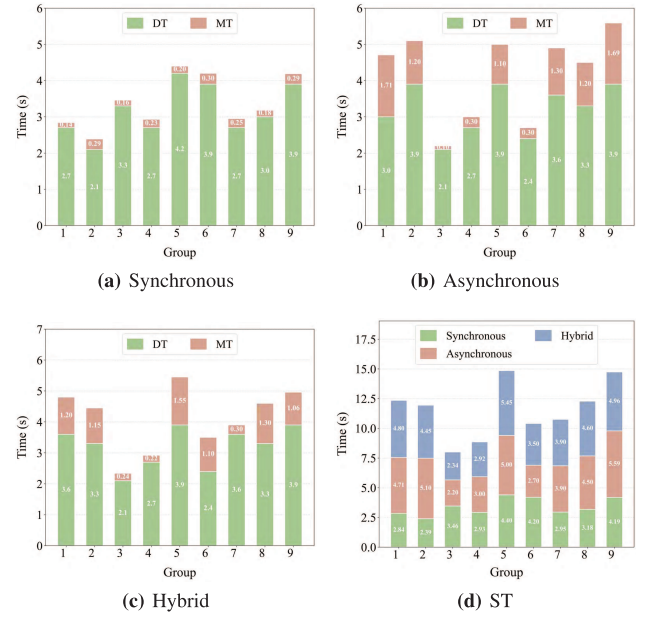 DT MT
Time (s)
6
5
4
3
2
1
0
0.14 0.29 0.16 0.23 0.20 0.30 0.25 0.18 0.29
2.7 2.1 3.3 2.7 4.2 3.9 2.7 3.0 3.9
1 2 3 4 5 6 7 8 9
Group
(a) Synchronous
DT MT
Time (s)
6
5
4
3
2
1
0
1.71 1.20 0.10 0.30 1.10 0.30 1.30 1.20 1.69
3.0 3.9 2.1 2.7 3.9 2.4 3.6 3.3 3.9
1 2 3 4 5 6 7 8 9
Group
(b) Asynchronous
DT MT
Time (s)
7
6
5
4
3
2
1
0
1.20 1.15 0.24 0.22 1.55 1.10 0.30 1.30 1.06
3.6 3.3 2.1 2.7 3.9 2.4 3.6 3.3 3.9
1 2 3 4 5 6 7 8 9
Group
(c) Hybrid
Synchronous Hybrid
Asynchronous
Time (s)
17.5
15.0
12.5
10.0
7.5
5.0
2.5
0.0
4.80 4.45 2.34 2.92 5.45 3.50 3.90 4.60 4.96
4.71 5.10 2.20 3.00 5.00 2.70 3.90 4.50 5.59
2.84 2.39 3.46 2.93 4.40 4.20 2.95 3.18 4.19
1 2 3 4 5 6 7 8 9
Group
(d) ST